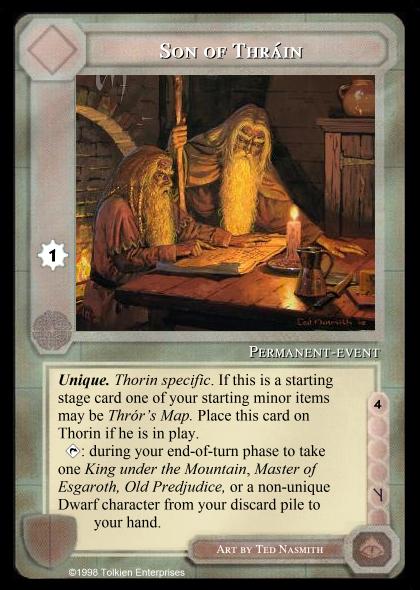 SON OF THRÁIN
1
Ted Nasmith
PERMANENT-EVENT
Unique. Thorin specific. If this is a starting
stage card one of your starting minor items
may be Thrór's Map. Place this card on
Thorin if he is in play.
: during your end-of-turn phase to take
one King under the Mountain, Master of
Esgaroth, Old Predjudice, or a non-unique
Dwarf character from your discard pile to
your hand.
4
ART BY TED NASMITH
©1998 Tolkien Enterprises